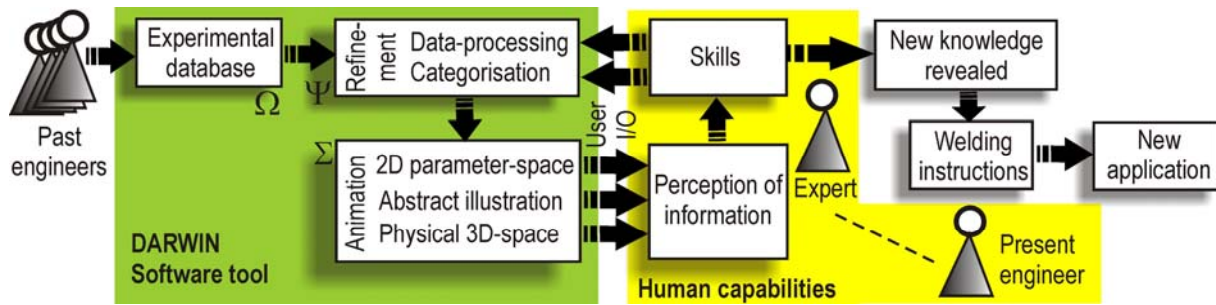 Past
engineers
Experimental
database
Ω
Ψ
Refine-
ment
Data-processing
Categorisation
Σ
Animation
2D parameter-space
Abstract illustration
Physical 3D-space
DARWIN
Software tool
User
I/O
Skills
Perception of
information
Expert
Human capabilities
New knowledge
revealed
Welding
instructions
New
application
Present
engineer